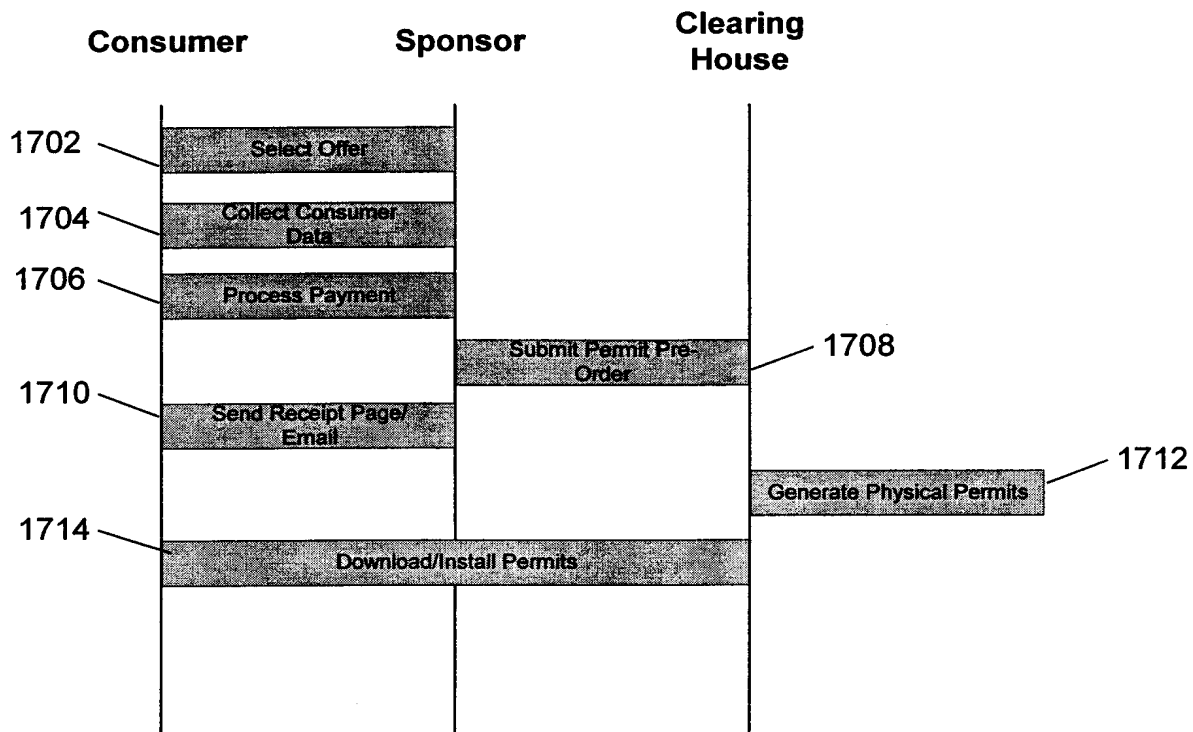 Consumer
Sponsor
Clearing
House
1702
Select Offer
1704
Collect Consumer
Data
1706
Process Payment
Submit Permit Pre-
Order
1708
1710
Send Receipt Page/
Email
1712
Generate Physical Permits
1714
Download/Install Permits